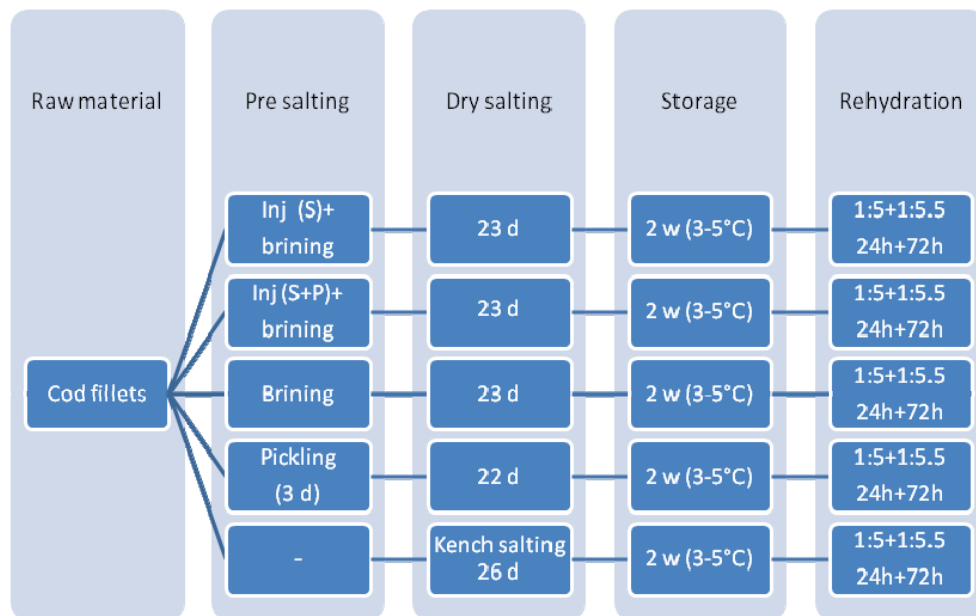 Raw material
Pre salting
Dry salting
Storage
Rehydration
Cod fillets
Inj (S)+
brining
23 d
2 w (3-5°C)
1:5+1:5.5
24h+72h
Inj(S+P)+
brining
23 d
2 w (3-5°C)
1:5+1:5.5
24h+72h
Brining
23 d
2 w (3-5°C)
1:5+1:5.5
24h+72h
Pickling
(3 d)
22 d
2 w (3-5°C)
1:5+1:5.5
24h+72h
-
Kench salting
26 d
2 w (3-5°C)
1:5+1:5.5
24h+72h